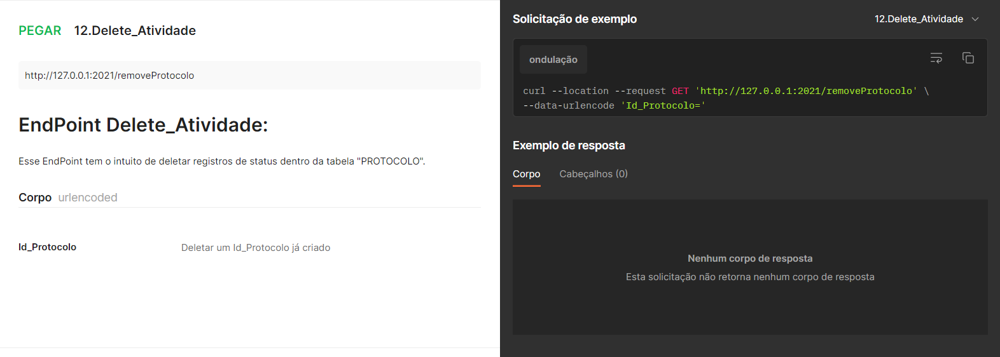 PEGAR 12.Delete_Atividade
http://127.0.0.1:2021/removeProtocolo
EndPoint Delete_Atividade:
Esse EndPoint tem o intuito de deletar registros de status dentro da tabela "PROTOCOLO".
Corpo urlencoded
Id_Protocolo Deletar um Id_Protocolo já criado
Solicitação de exemplo 12.Delete_Atividade
ondulação
curl --location --request GET 'http://127.0.0.1:2021/removeProtocolo' \
--data-urlencode 'Id_Protocolo='
Exemplo de resposta
Corpo Cabeçalhos (0)
Nenhum corpo de resposta
Esta solicitação não retorna nenhum corpo de resposta